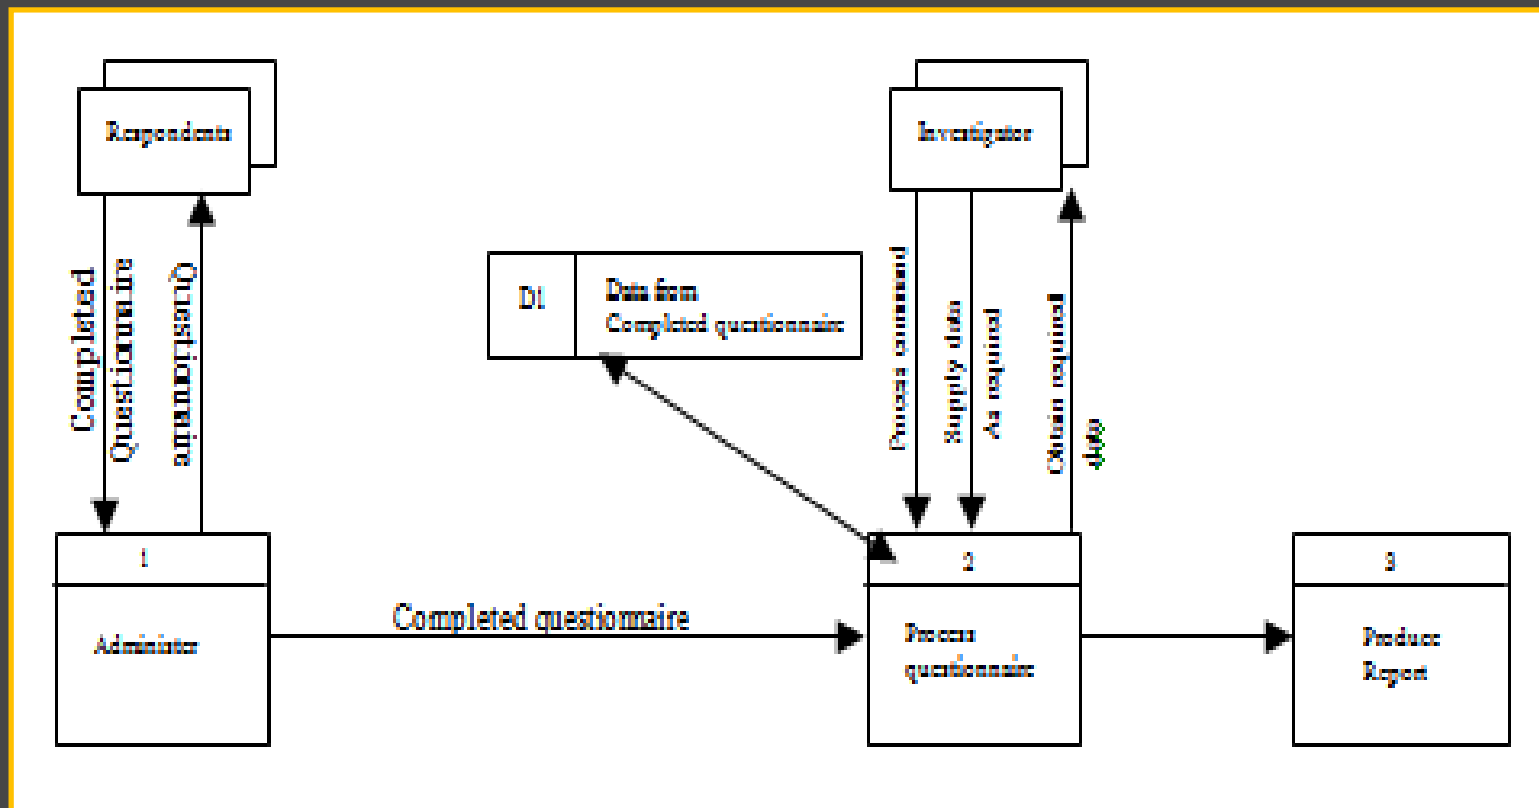 Respondents
Investigator
Completed
Questionnaire
Questionnaire
D1
Data from
Completed questionnaire
Process command
Supply data
As required
Obtain required
data
1
Administer
Completed questionnaire
2
Process
questionnaire
3
Produce
Report